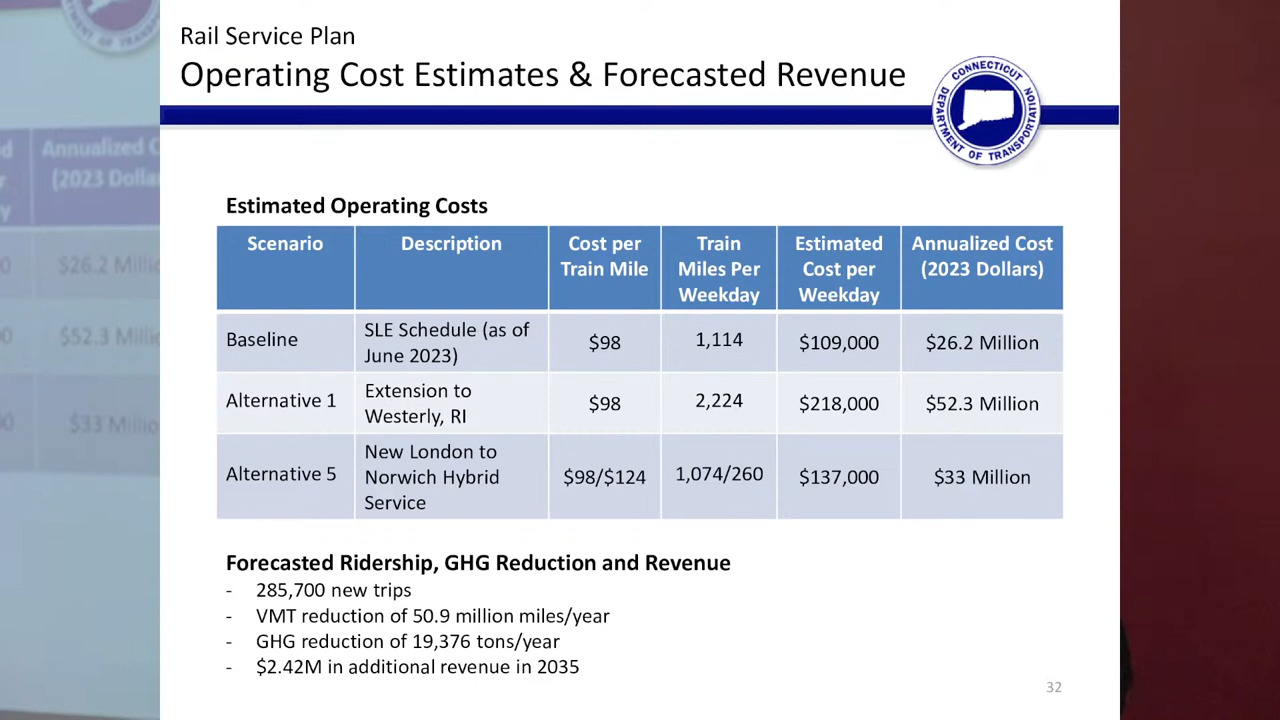 Rail Service Plan
Operating Cost Estimates & Forecasted Revenue
CONNECTICUT
DEPARTMENT OF TRANSPORTATION
Estimated Operating Costs
Scenario Description Cost per Train Mile Train Miles Per Weekday Estimated Cost per Weekday Annualized Cost (2023 Dollars)
Baseline SLE Schedule (as of June 2023) $98 1,114 $109,000 $26.2 Million
Alternative 1 Extension to Westerly, RI $98 2,224 $218,000 $52.3 Million
Alternative 5 New London to Norwich Hybrid Service $98/$124 1,074/260 $137,000 $33 Million
Forecasted Ridership, GHG Reduction and Revenue
- 285,700 new trips
- VMT reduction of 50.9 million miles/year
- GHG reduction of 19,376 tons/year
- $2.42M in additional revenue in 2035
32